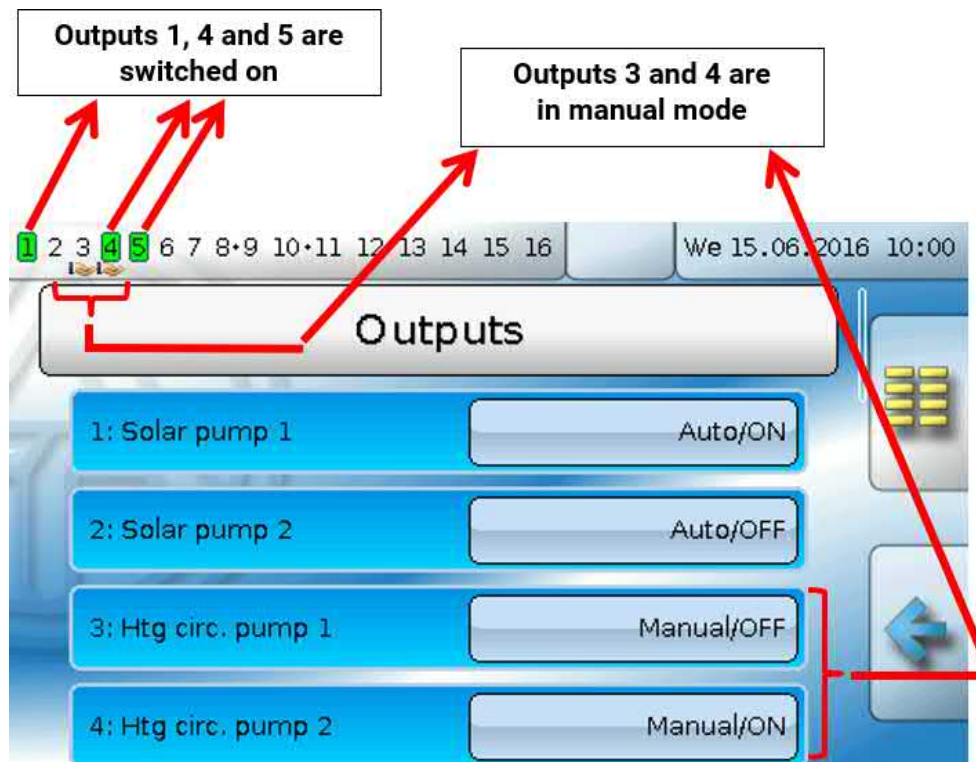 Outputs 1, 4 and 5 are
switched on
Outputs 3 and 4 are
in manual mode
1 2 3 4 5 6 7 8•9 10•11 12 13 14 15 16
We 15.06.2016 10:00
Outputs
1: Solar pump 1
Auto/ON
2: Solar pump 2
Auto/OFF
3: Htg circ. pump 1
Manual/OFF
4: Htg circ. pump 2
Manual/ON